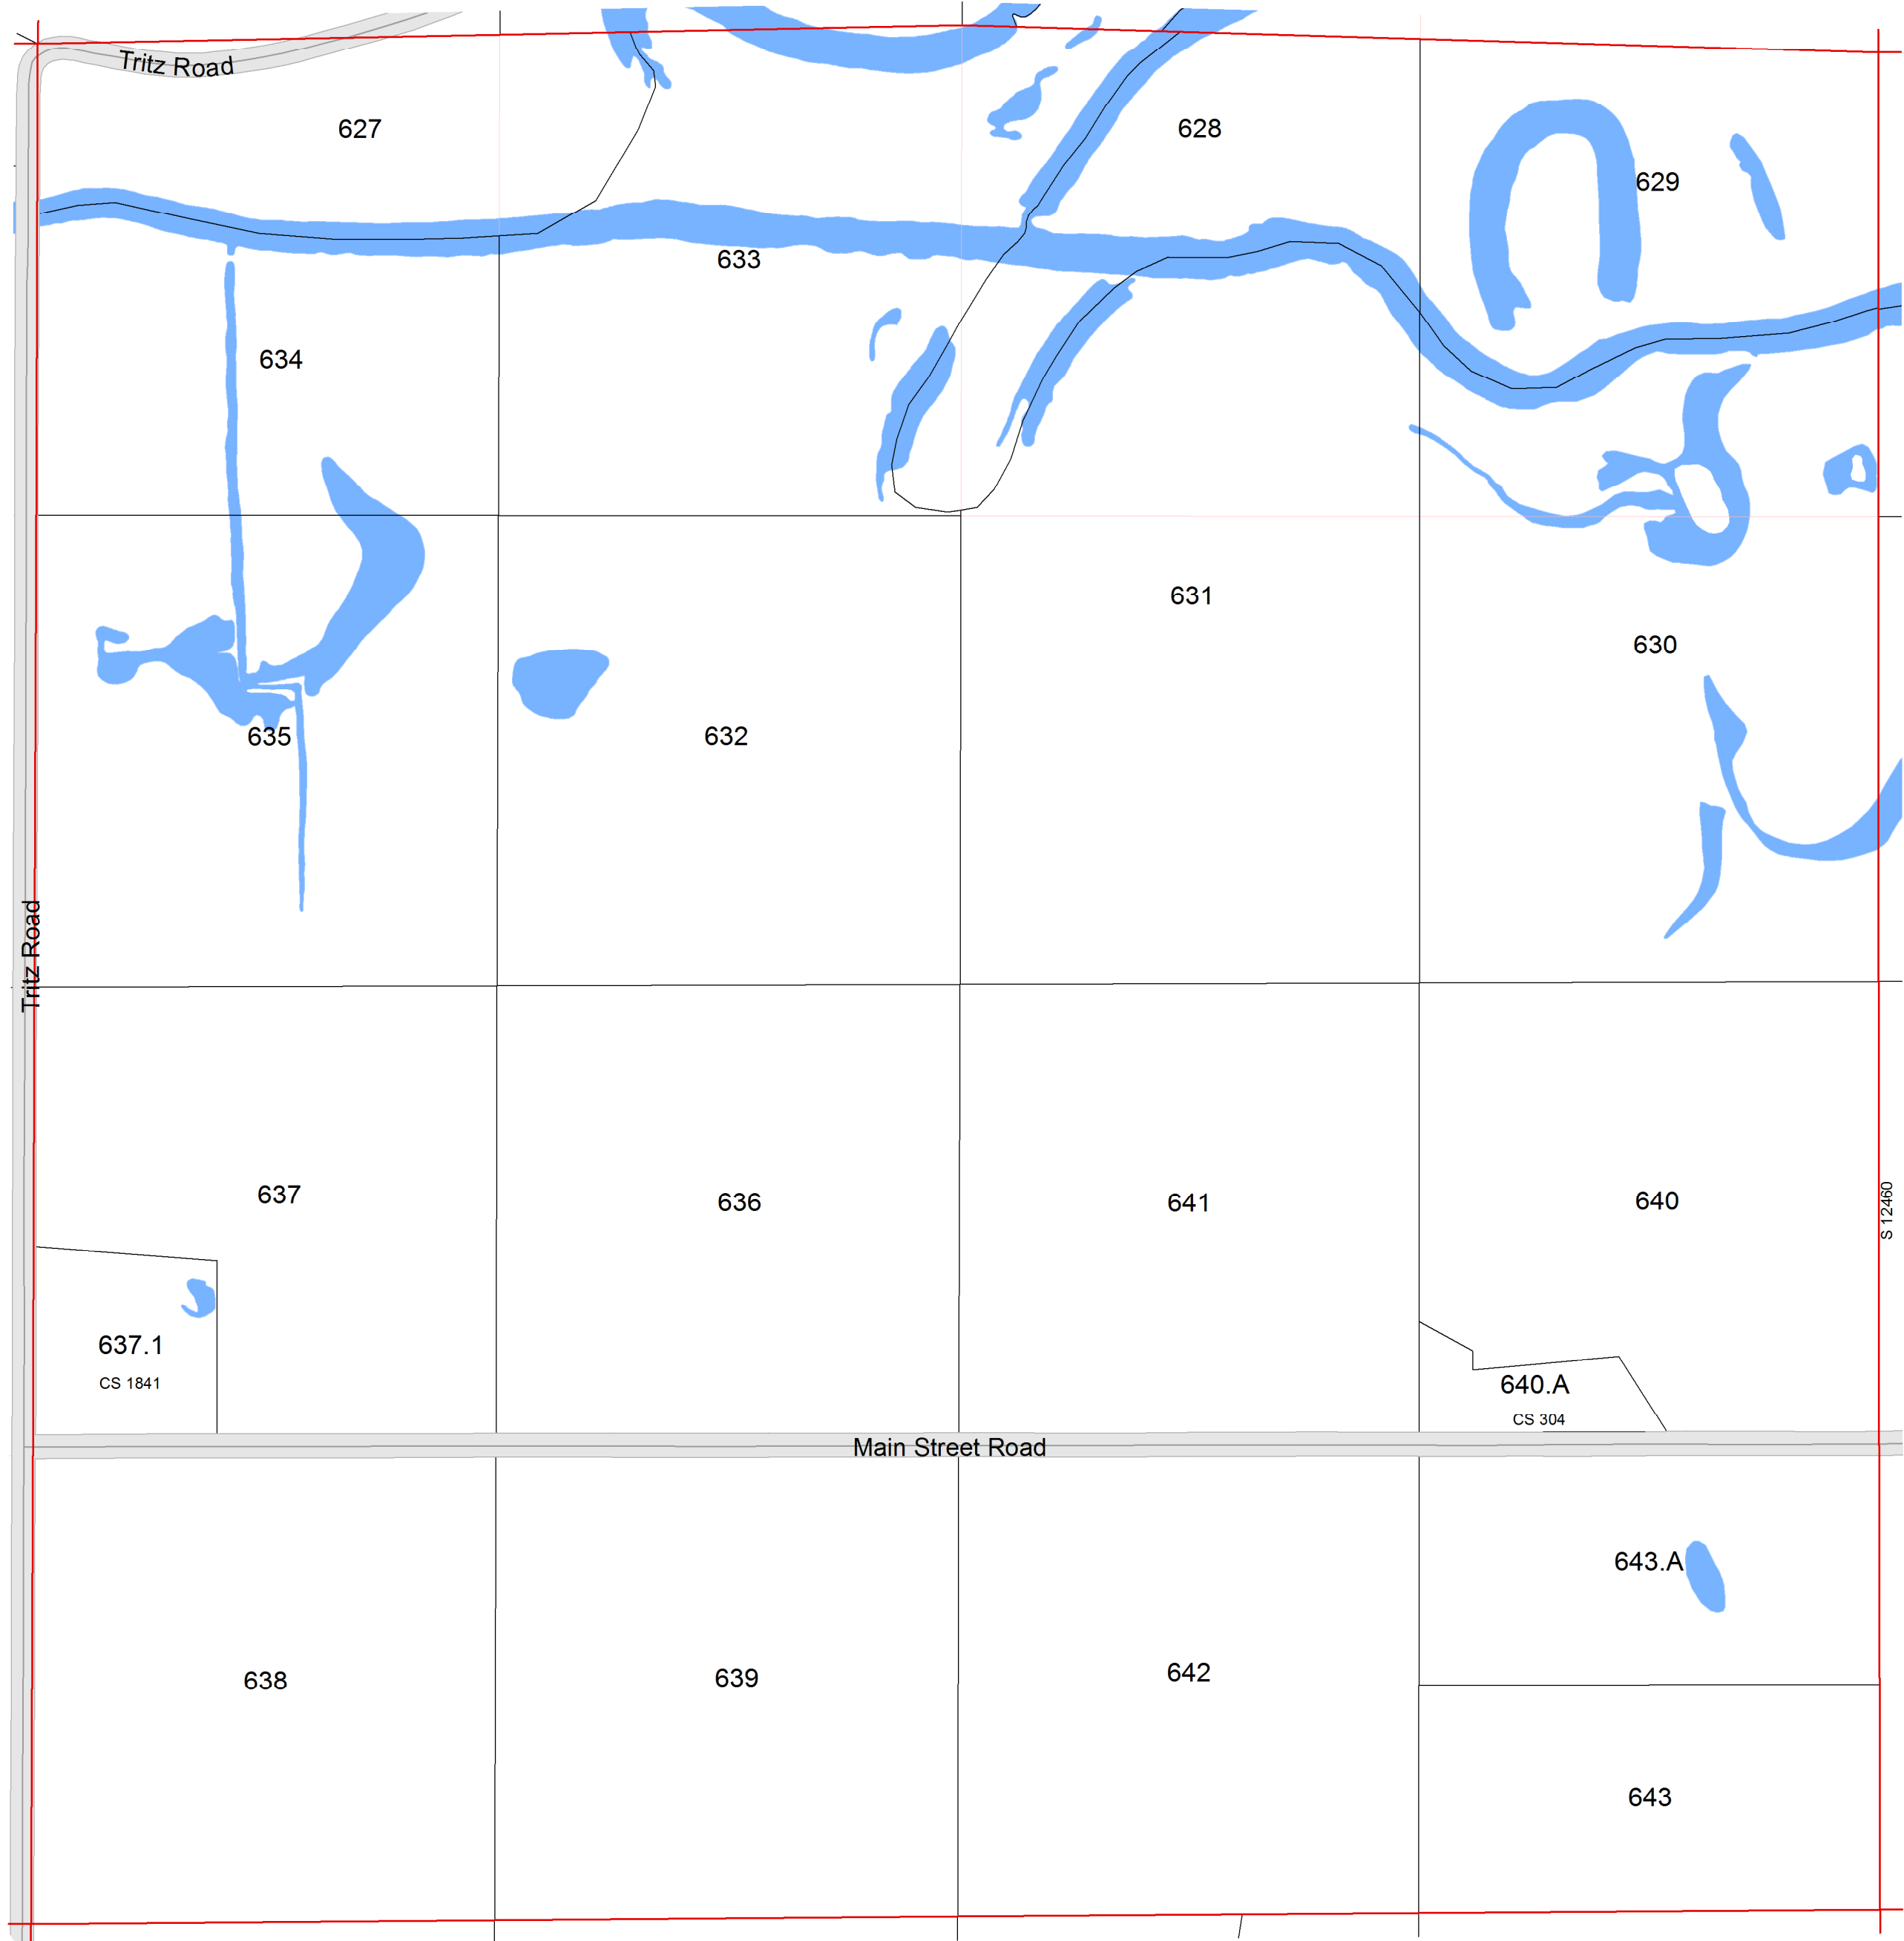 Tritz Road
627
628
629
633
634
631
630
635
632
Tritz Road
637
636
641
640
S 12460
637.1
CS 1841
640.A
CS 304
Main Street Road
643.A
638
639
642
643